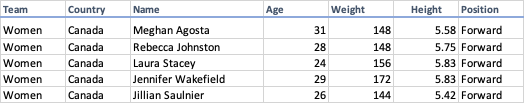 Team Country Name Age Weight Height Position
Women Canada Meghan Agosta 31 148 5.58 Forward
Women Canada Rebecca Johnston 28 148 5.75 Forward
Women Canada Laura Stacey 24 156 5.83 Forward
Women Canada Jennifer Wakefield 29 172 5.83 Forward
Women Canada Jillian Saulnier 26 144 5.42 Forward